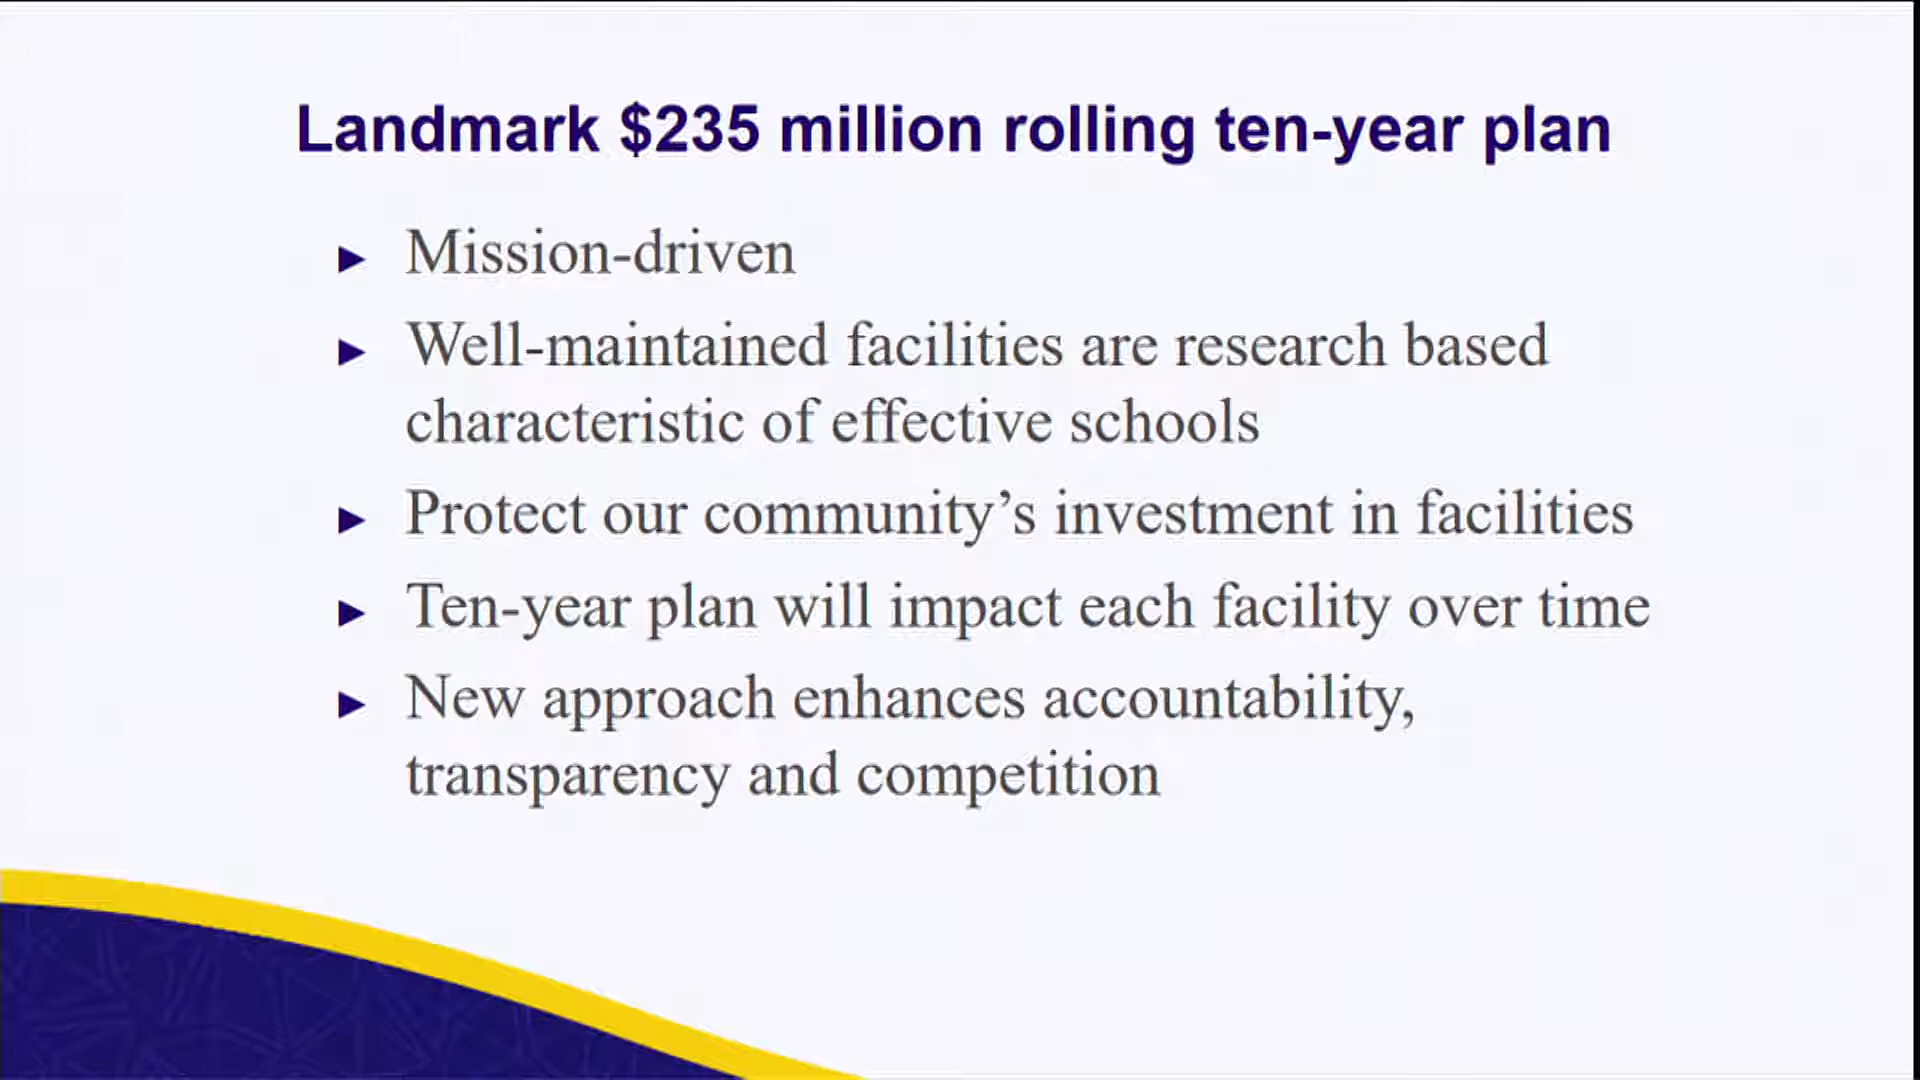 Landmark $235 million rolling ten-year plan
► Mission-driven
► Well-maintained facilities are research based
characteristic of effective schools
► Protect our community’s investment in facilities
► Ten-year plan will impact each facility over time
► New approach enhances accountability,
transparency and competition